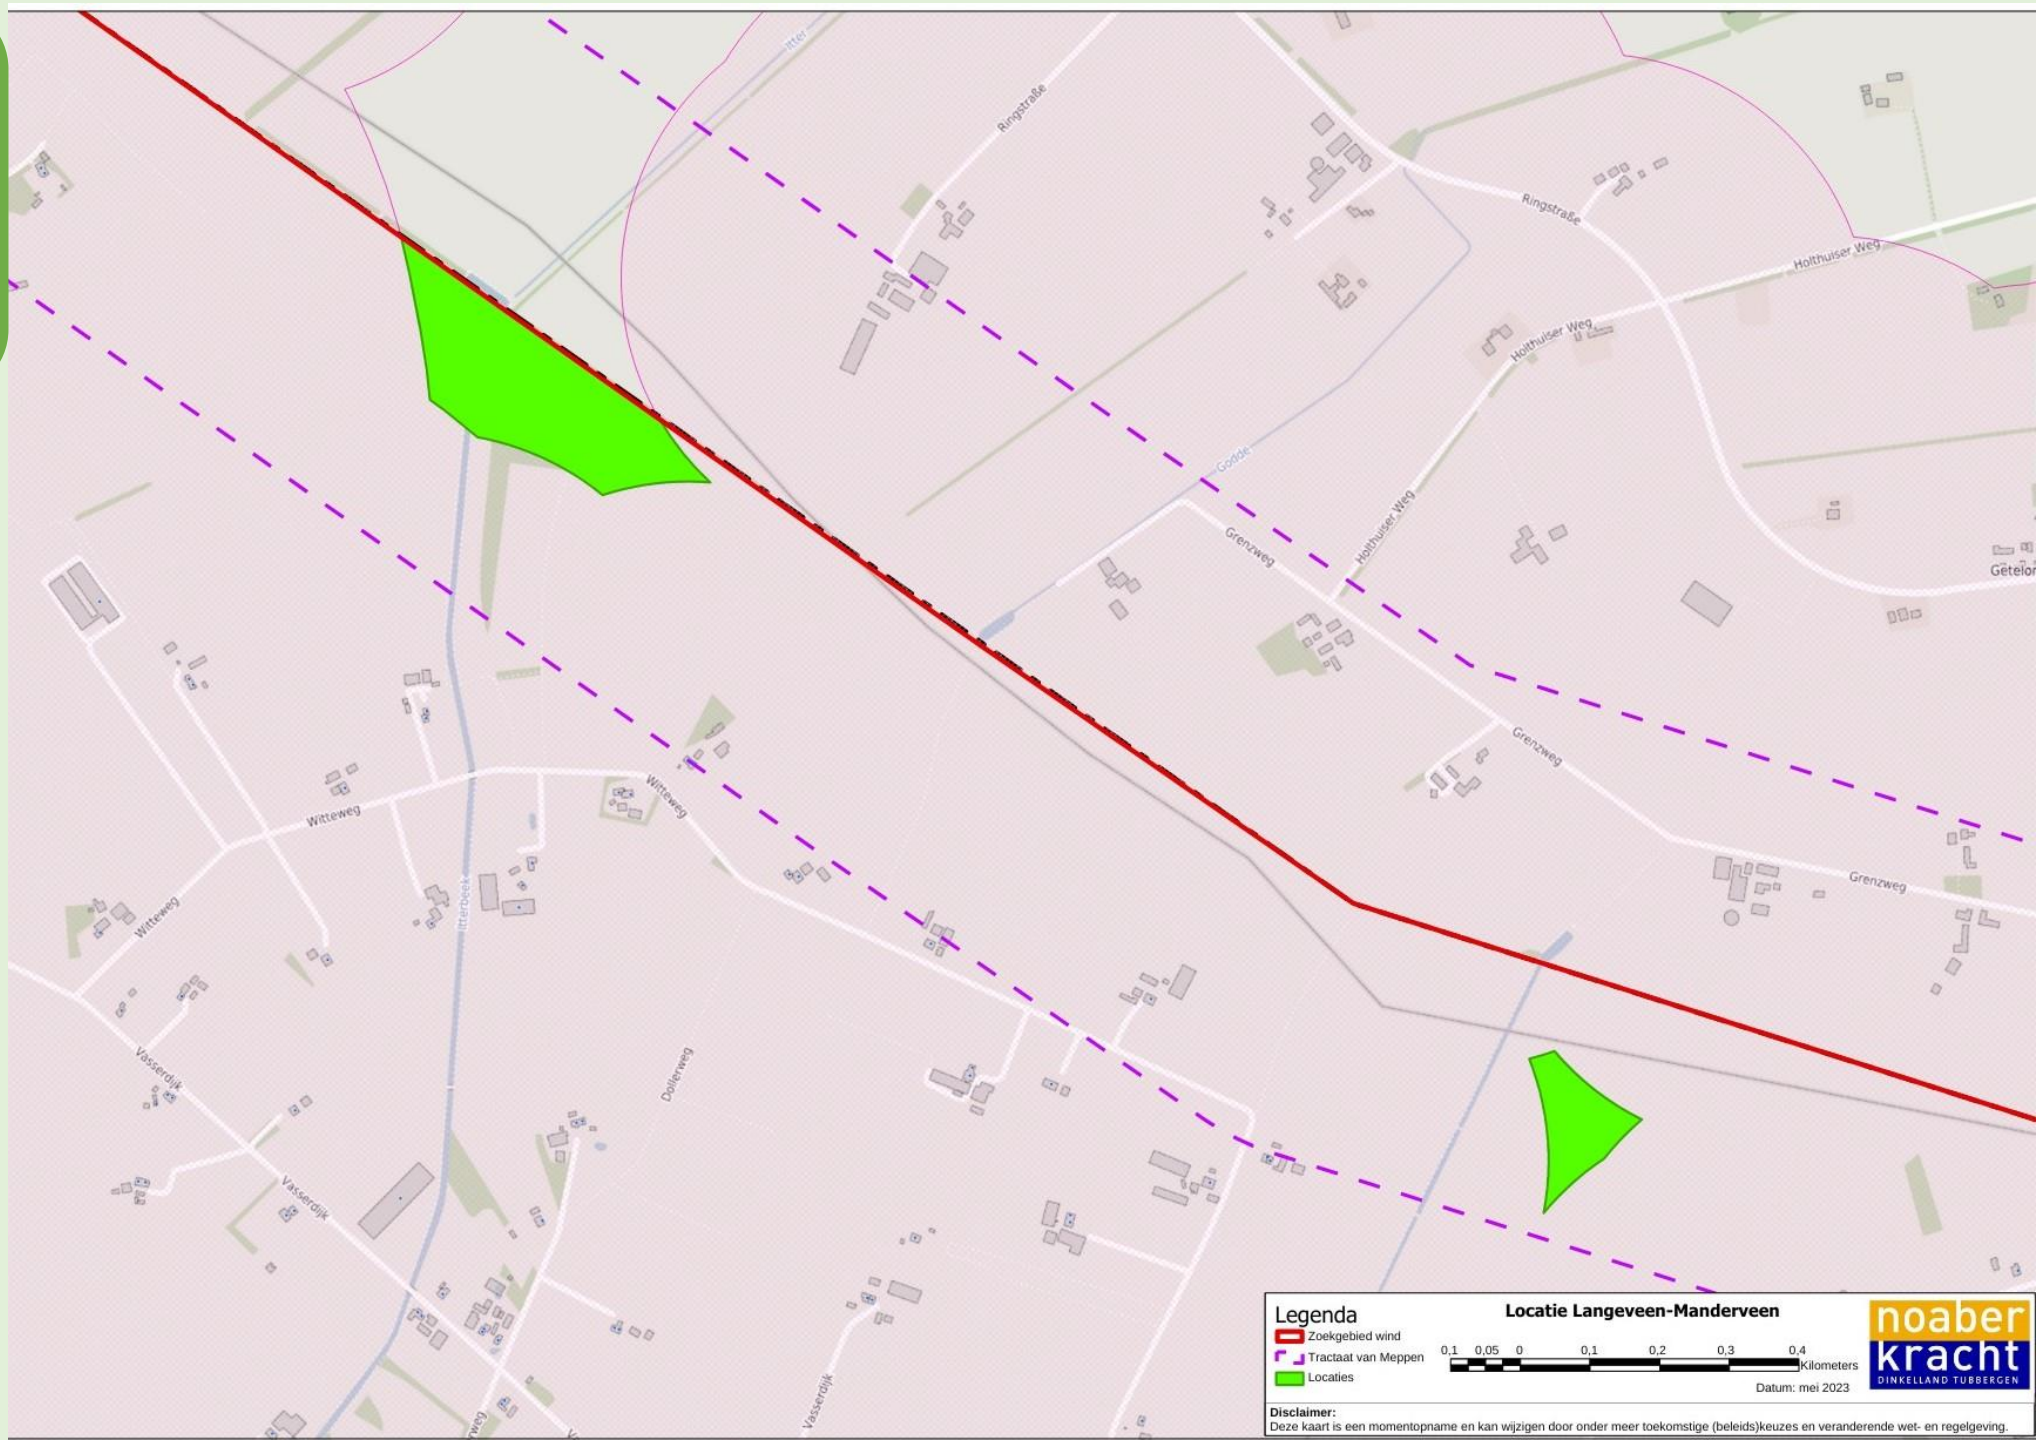 Itter
Ringstraße
Ringstraße
Holthuiser Weg
Holthuiser Weg
Godde
Holthuiser Weg
Grenzweg
Getelor
Grenzweg
Witteweg
Witteweg
Grenzweg
Itterbeek
Witteweg
Vasserdijk
Dollerweg
Vasserdijk
Vasserdijk
rweg
Legenda
Zoekgebied wind
Tractaat van Meppen
Locaties
Locatie Langeveen-Manderveen
0,1 0,05 0 0,1 0,2 0,3 0,4
Kilometers
Datum: mei 2023
noaber
kracht
DINKELLAND TUBBERGEN
Disclaimer:
Deze kaart is een momentopname en kan wijzigen door onder meer toekomstige (beleids)keuzes en veranderende wet- en regelgeving.